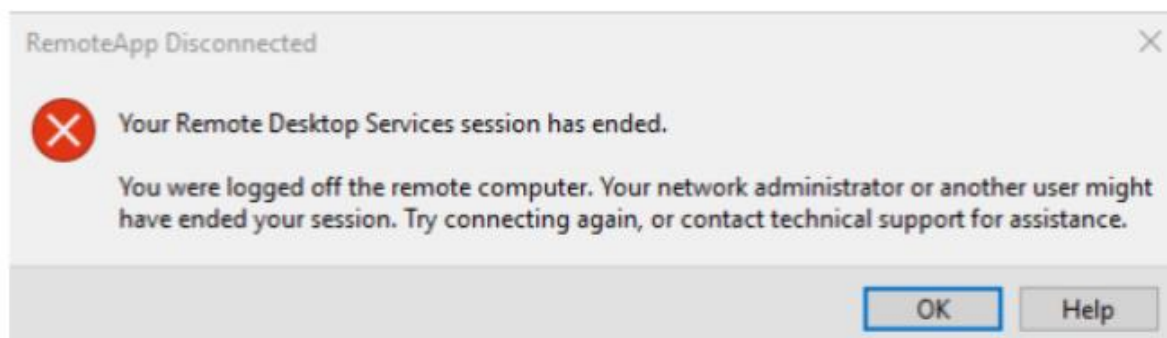 RemoteApp Disconnected
Your Remote Desktop Services session has ended.
You were logged off the remote computer. Your network administrator or another user might
have ended your session. Try connecting again, or contact technical support for assistance.
OK
Help